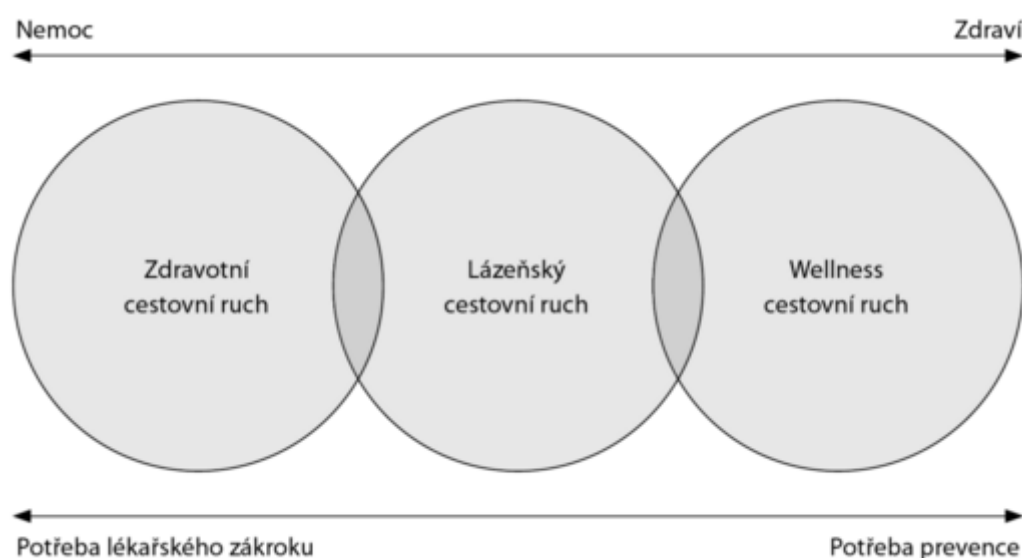 Nemoc
Zdraví
Zdravotní
cestovní ruch
Lázeňský
cestovní ruch
Wellness
cestovní ruch
Potřeba lékařského zákroku
Potřeba prevence